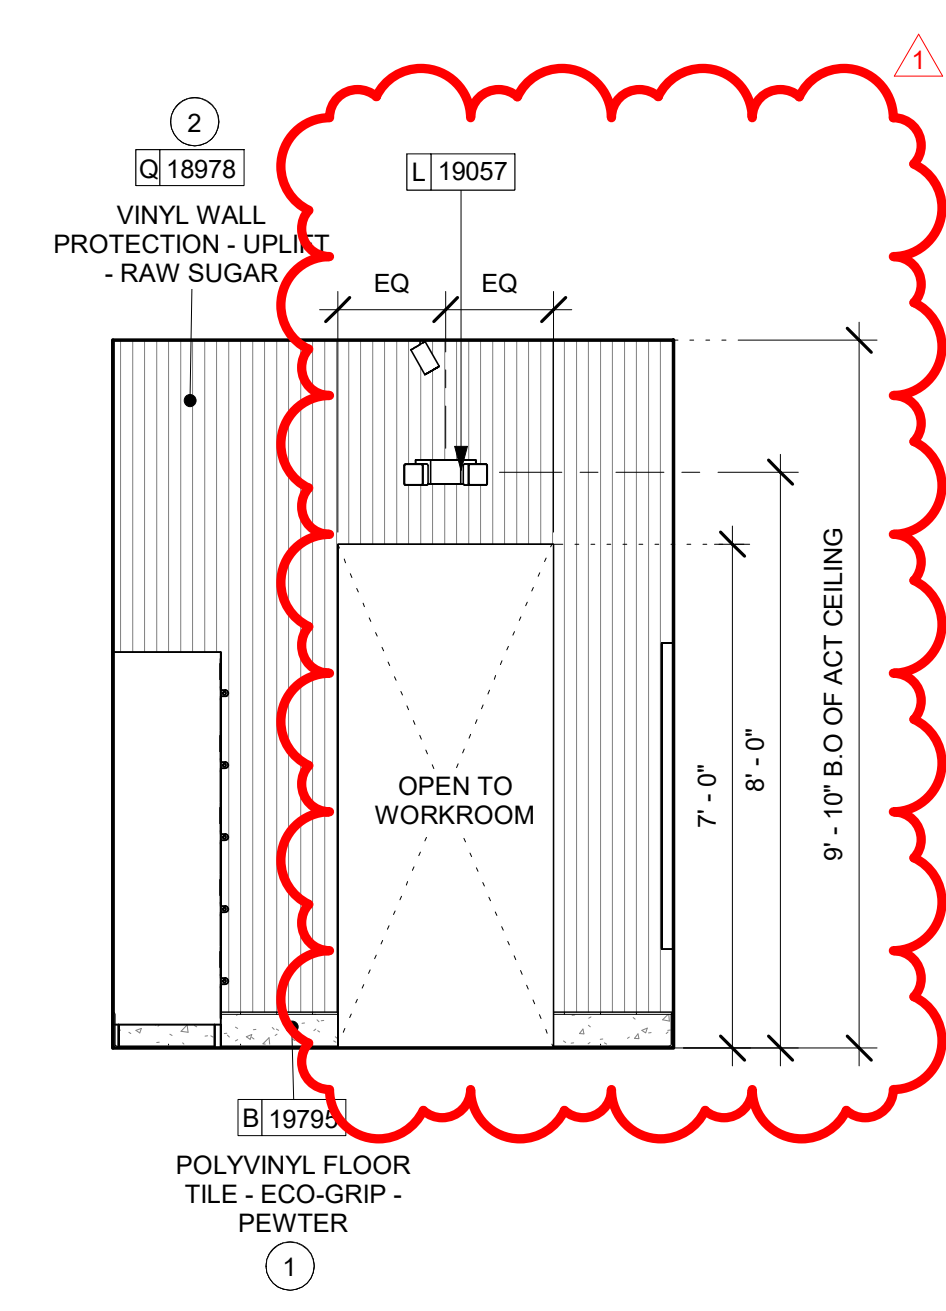 1
2
Q 18978
VINYL WALL
PROTECTION - UPLIFT
- RAW SUGAR
L 19057
EQ
EQ
OPEN TO
WORKROOM
7' - 0"
8' - 0"
9' - 10" B.O OF ACT CEILING
B 19795
POLYVINYL FLOOR
TILE - ECO-GRIP -
PEWTER
1